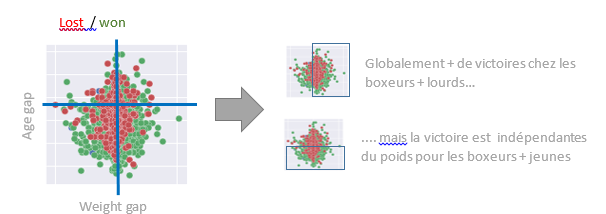 Lost / won
Age gap
Weight gap
Globalement + de victoires chez les
boxeurs + lourds...
.... mais la victoire est indépendantes
du poids pour les boxeurs + jeunes